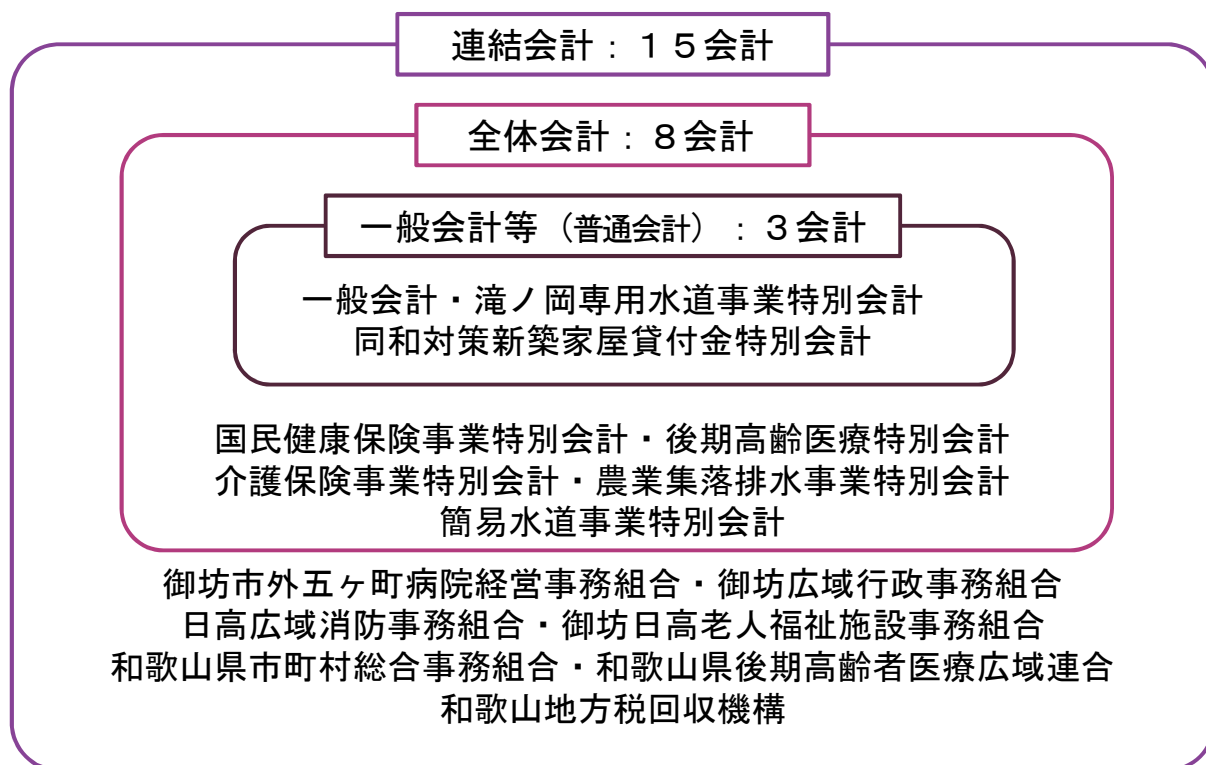 連結会計：１５会計
全体会計：８会計
一般会計等（普通会計）：３会計
一般会計・滝ノ岡専用水道事業特別会計
同和対策新築家屋貸付金特別会計
国民健康保険事業特別会計・後期高齢医療特別会計
介護保険事業特別会計・農業集落排水事業特別会計
簡易水道事業特別会計
御坊市外五ヶ町病院経営事務組合・御坊広域行政事務組合
日高広域消防事務組合・御坊日高老人福祉施設事務組合
和歌山県市町村総合事務組合・和歌山県後期高齢者医療広域連合
和歌山地方税回収機構